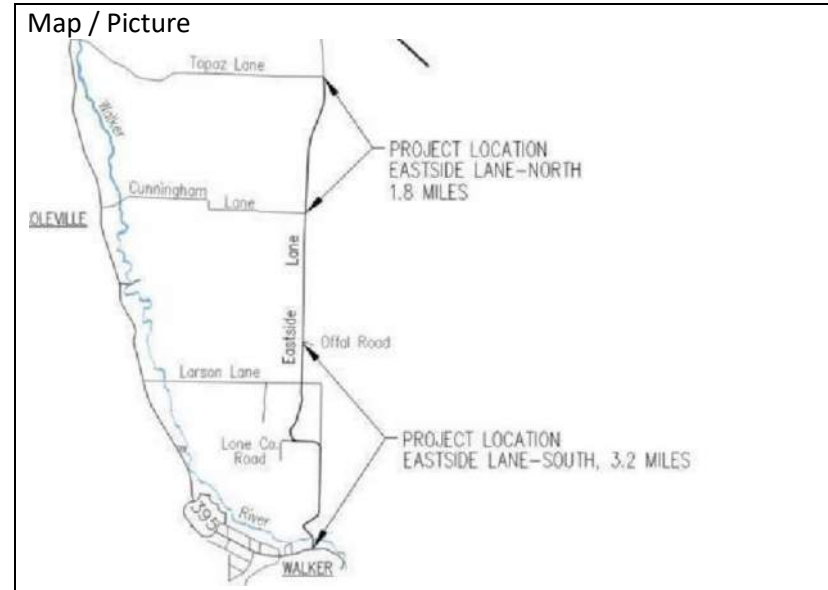 Map / Picture
Topaz Lane
Walker
PROJECT LOCATION
EASTSIDE LANE-NORTH
1.8 MILES
Cunningham
Lane
OLEVILLE
Lane
Eastside
Offal Road
Larson Lane
Lone Co.
Road
PROJECT LOCATION
EASTSIDE LANE-SOUTH, 3.2 MILES
395
River
WALKER